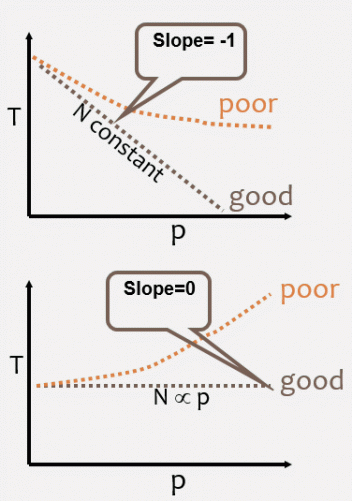 Slope= -1
poor
T
N constant
good
p
Slope=0
poor
T
good
N ∝ p
p